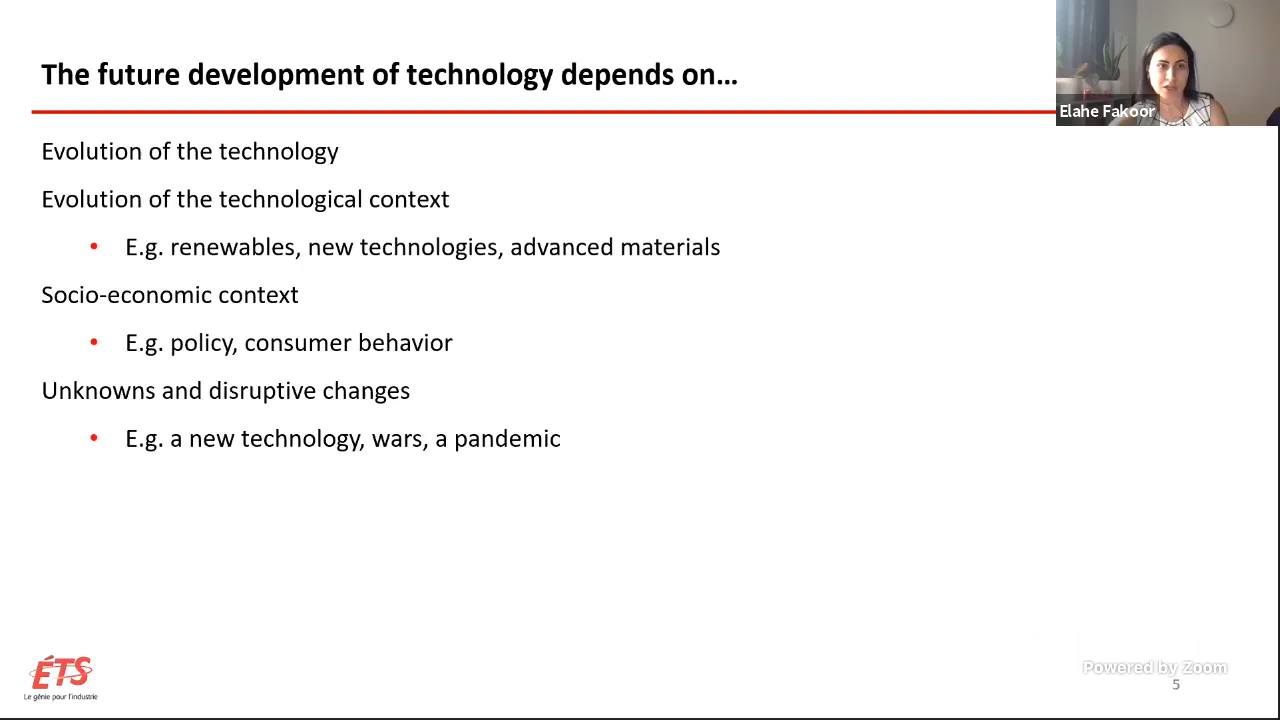 The future development of technology depends on…
Elahe Fakoor
Evolution of the technology
Evolution of the technological context
• E.g. renewables, new technologies, advanced materials
Socio-economic context
• E.g. policy, consumer behavior
Unknowns and disruptive changes
• E.g. a new technology, wars, a pandemic
ÉTS
Le génie pour l'industrie
Powered by Zoom
5